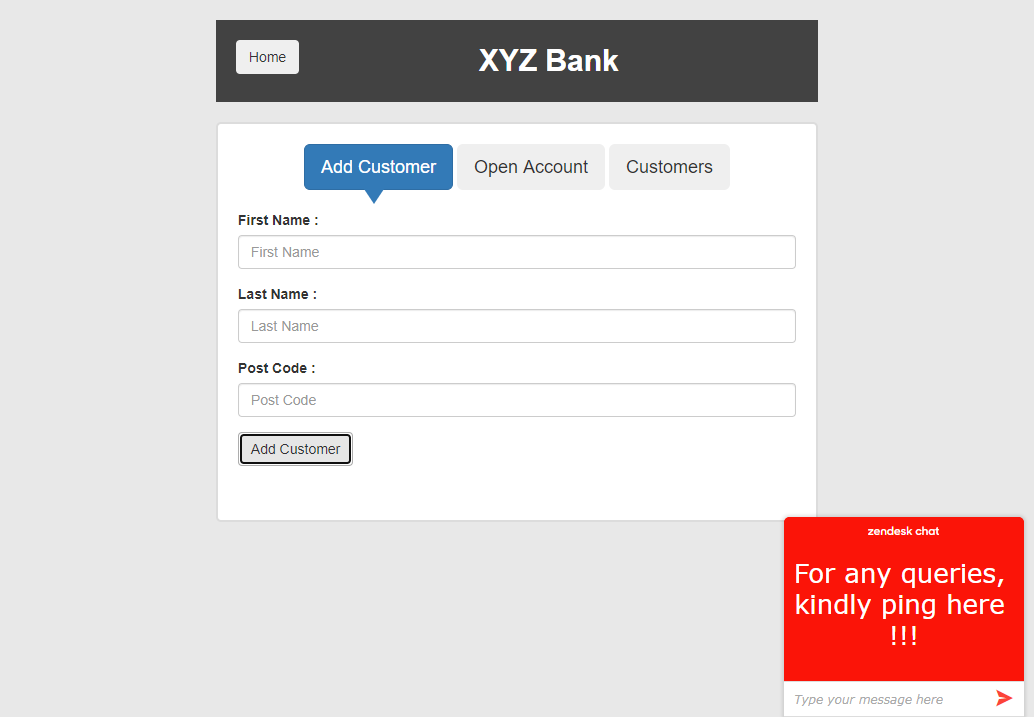 Home
XYZ Bank
Add Customer
Open Account
Customers
First Name :
First Name
Last Name :
Last Name
Post Code :
Post Code
Add Customer
zendesk chat
For any queries,
kindly ping here
!!!
Type your message here